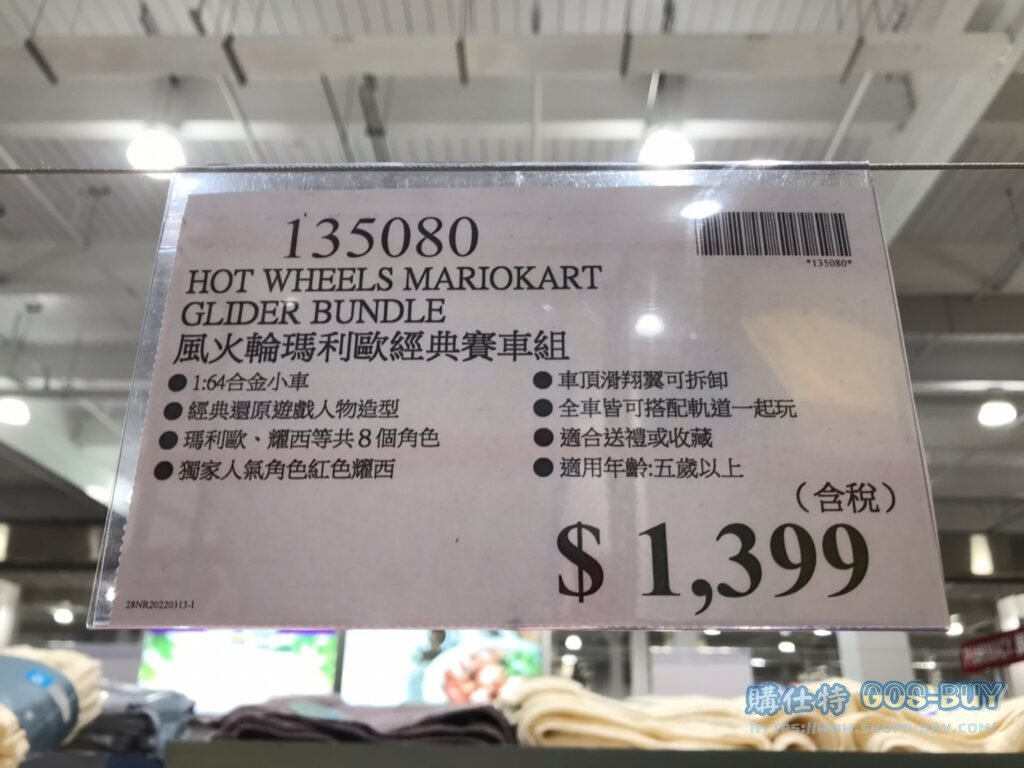 135080
*135080*
HOT WHEELS MARIOKART
GLIDER BUNDLE
風火輪瑪利歐經典賽車組
●1:64合金小車
●經典還原遊戲人物造型
●瑪利歐、耀西等共8個角色
●獨家人氣角色紅色耀西
●車頂滑翔翼可拆卸
●全車皆可搭配軌道一起玩
●適合送禮或收藏
●適用年齡:五歲以上
（含稅）
$ 1,399
28NR20220313-1
購仕特 GOS-BUY